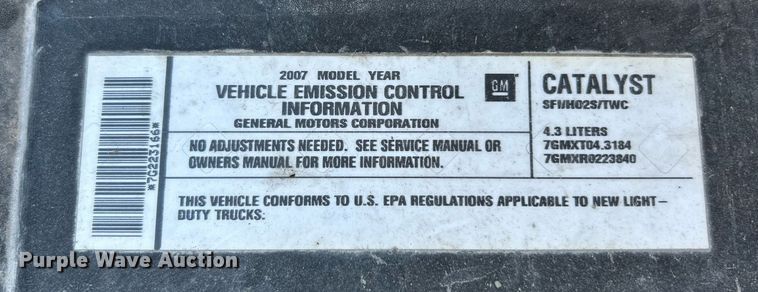 *7G223166*
2007 MODEL YEAR
VEHICLE EMISSION CONTROL
INFORMATION
GENERAL MOTORS CORPORATION
GM
NO ADJUSTMENTS NEEDED. SEE SERVICE MANUAL OR
OWNERS MANUAL FOR MORE INFORMATION.
CATALYST
SFI/HO2S/TWC
4.3 LITERS
7GMXT04.3184
7GMXR0223840
THIS VEHICLE CONFORMS TO U.S. EPA REGULATIONS APPLICABLE TO NEW LIGHT-
DUTY TRUCKS.
Purple Wave Auction